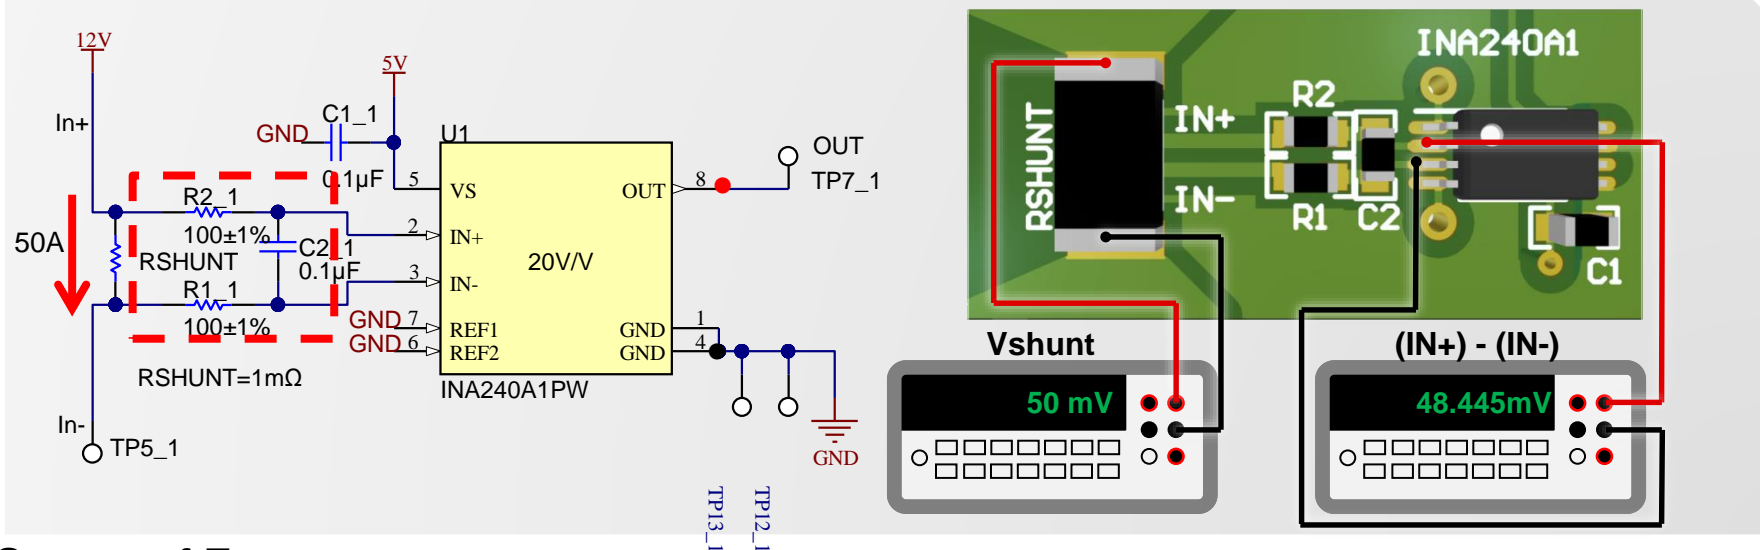 12V
In+
50A
In-
TP5_1
5V
C1_1
GND
0.1µF
R2_1
100±1%
RSHUNT
C2_1
0.1µF
R1_1
100±1%
RSHUNT=1mΩ
U1
5
VS
2
IN+
3
IN-
GND
7
REF1
GND
6
REF2
20V/V
OUT
8
GND
1
GND
4
INA240A1PW
OUT
TP7_1
GND
TP13_1
TP12_1
INA240A1
RSHUNT
IN+
IN-
R2
R1
C2
C1
Vshunt
50 mV
(IN+) - (IN-)
48.445mV